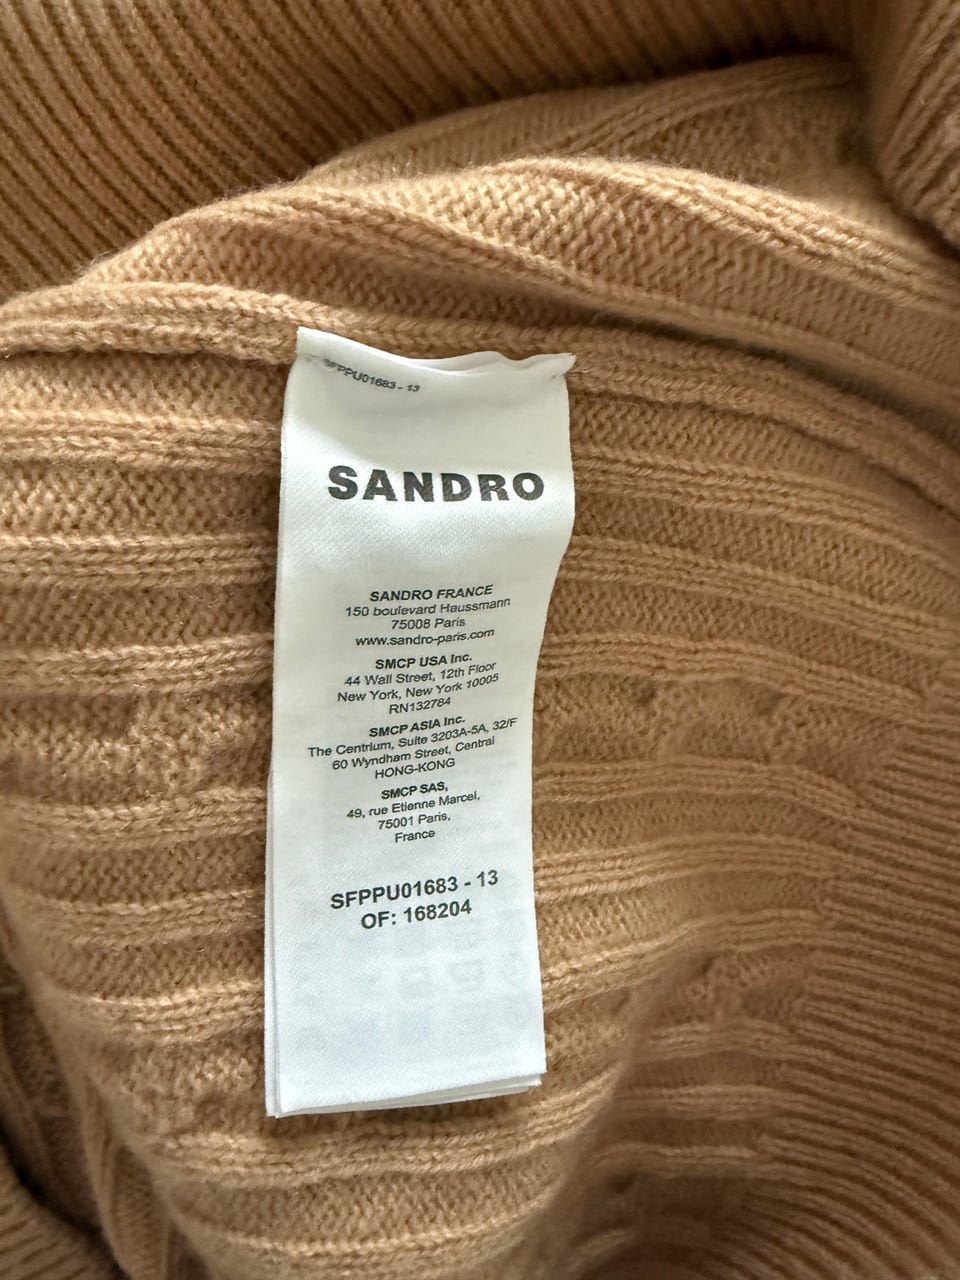 SFPPU01683 - 13
SANDRO
SANDRO FRANCE
150 boulevard Haussmann
75008 Paris
www.sandro-paris.com
SMCP USA Inc.
44 Wall Street, 12th Floor
New York, New York 10005
RN132784
SMCP ASIA Inc.
The Centrium, Suite 3203A-5A, 32/F
60 Wyndham Street, Central
HONG-KONG
SMCP SAS,
49, rue Etienne Marcel,
75001 Paris,
France
SFPPU01683 - 13
OF: 168204